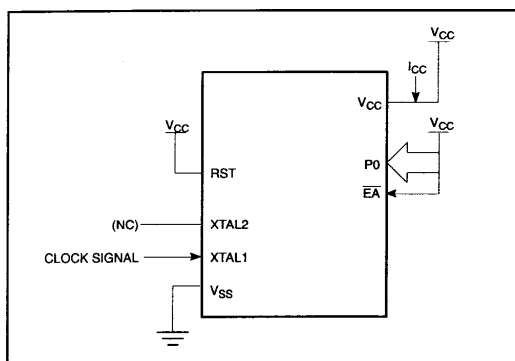 VCC
ICC
VCC
VCC
VCC
P0
RST
EA
(NC)
XTAL2
CLOCK SIGNAL
XTAL1
VSS